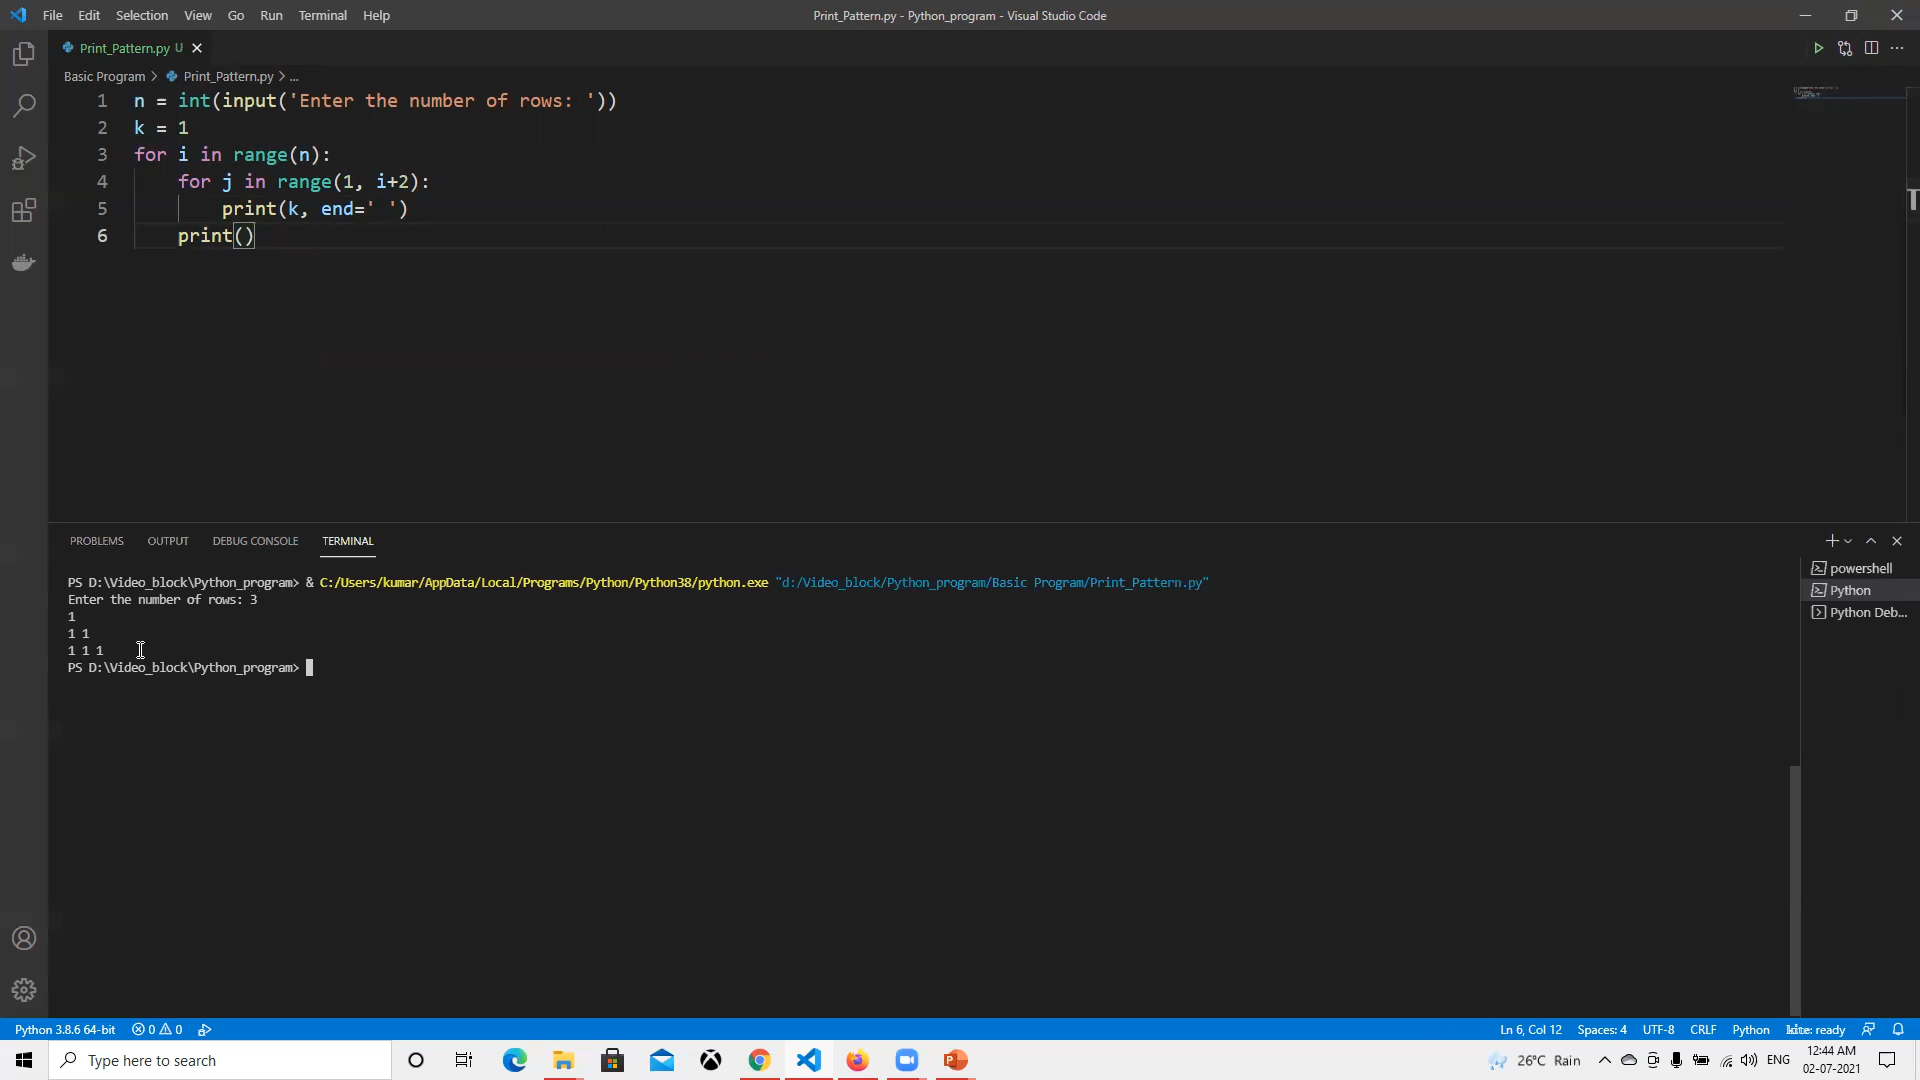 File Edit Selection View Go Run Terminal Help
Print_Pattern.py - Python_program - Visual Studio Code
Print_Pattern.py U
Basic Program > Print_Pattern.py > ...
1 n = int(input('Enter the number of rows: '))
2 k = 1
3 for i in range(n):
4 for j in range(1, i+2):
5 print(k, end=' ')
6 print()
PROBLEMS OUTPUT DEBUG CONSOLE TERMINAL
PS D:\Video_block\Python_program> & C:/Users/kumar/AppData/Local/Programs/Python/Python38/python.exe "d:/Video_block/Python_program/Basic Program/Print_Pattern.py"
Enter the number of rows: 3
1
1 1
1 1 1
PS D:\Video_block\Python_program>
powershell
Python
Python Deb...
Python 3.8.6 64-bit 0 0
Ln 6, Col 12 Spaces: 4 UTF-8 CRLF Python ready
Type here to search
26°C Rain
ENG
12:44 AM
02-07-2021